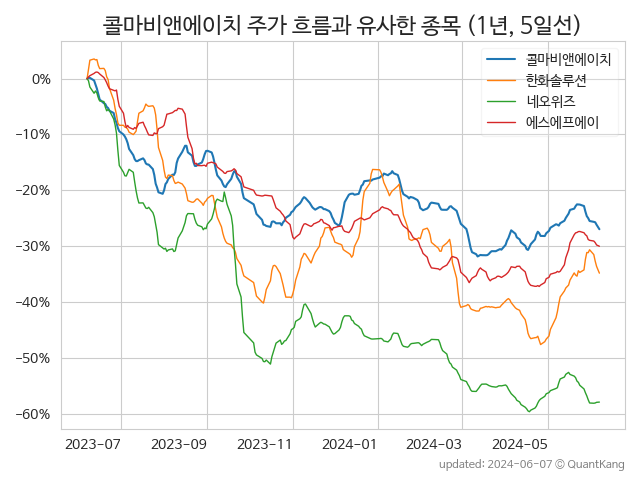 콜마비앤에이치 주가 흐름과 유사한 종목 (1년, 5일선)
콜마비앤에이치
한화솔루션
네오위즈
에스에프에이
0%
−10%
−20%
−30%
−40%
−50%
−60%
2023−07
2023−09
2023−11
2024−01
2024−03
2024−05
updated: 2024−06−07 © QuantKang